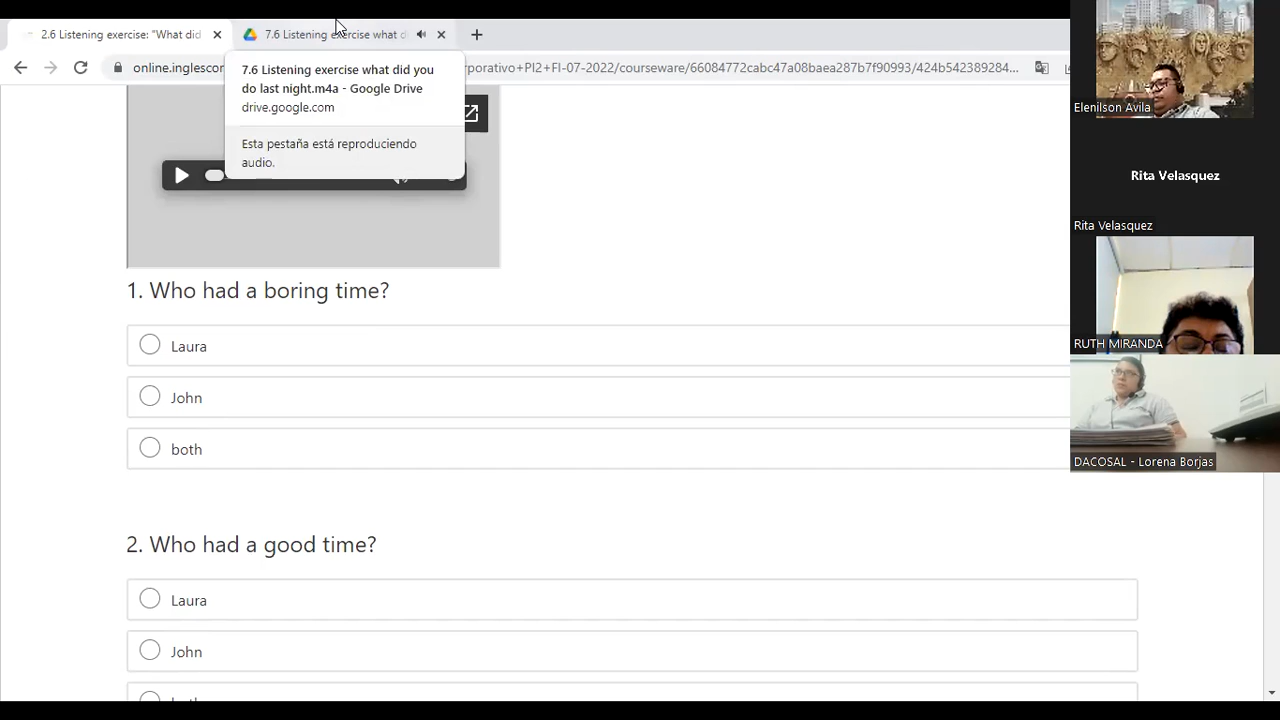 2.6 Listening exercise: "What did
7.6 Listening exercise what d
online.inglescor
porativo+PI2+FI-07-2022/courseware/66084772cabc47a08baea287b7f90993/424b542389284...
7.6 Listening exercise what did you
do last night.m4a - Google Drive
drive.google.com
Esta pestaña está reproduciendo
audio.
1. Who had a boring time?
Laura
John
both
2. Who had a good time?
Laura
John
Elenilson Avila
Rita Velasquez
Rita Velasquez
RUTH MIRANDA
DACOSAL - Lorena Borjas